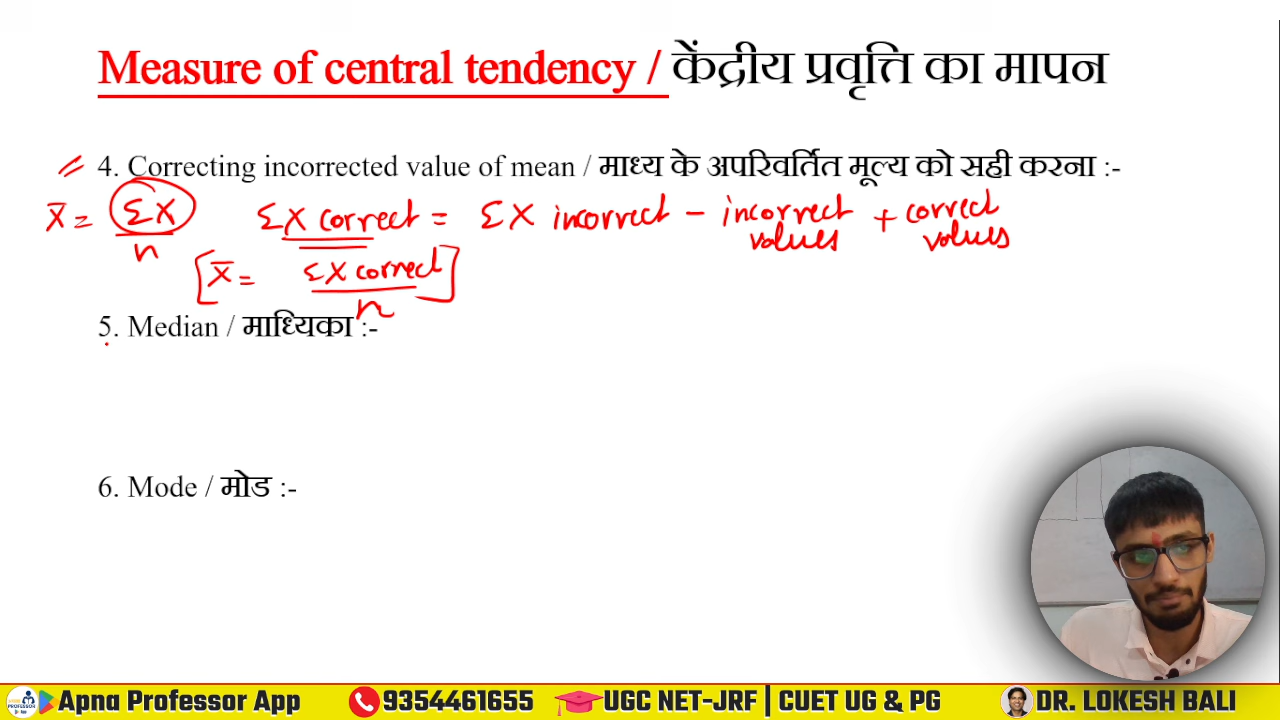 Measure of central tendency / केंद्रीय प्रवृत्ति का मापन
4. Correcting incorrected value of mean / माध्य के अपरिवर्तित मूल्य को सही करना :-
X̄ = ΣX / n
ΣX correct = ΣX incorrect - incorrect values + correct values
[X̄ = ΣX correct / n]
5. Median / माध्यिका :-
6. Mode / मोड :-
Apna Professor App 9354461655 UGC NET-JRF | CUET UG & PG DR. LOKESH BALI